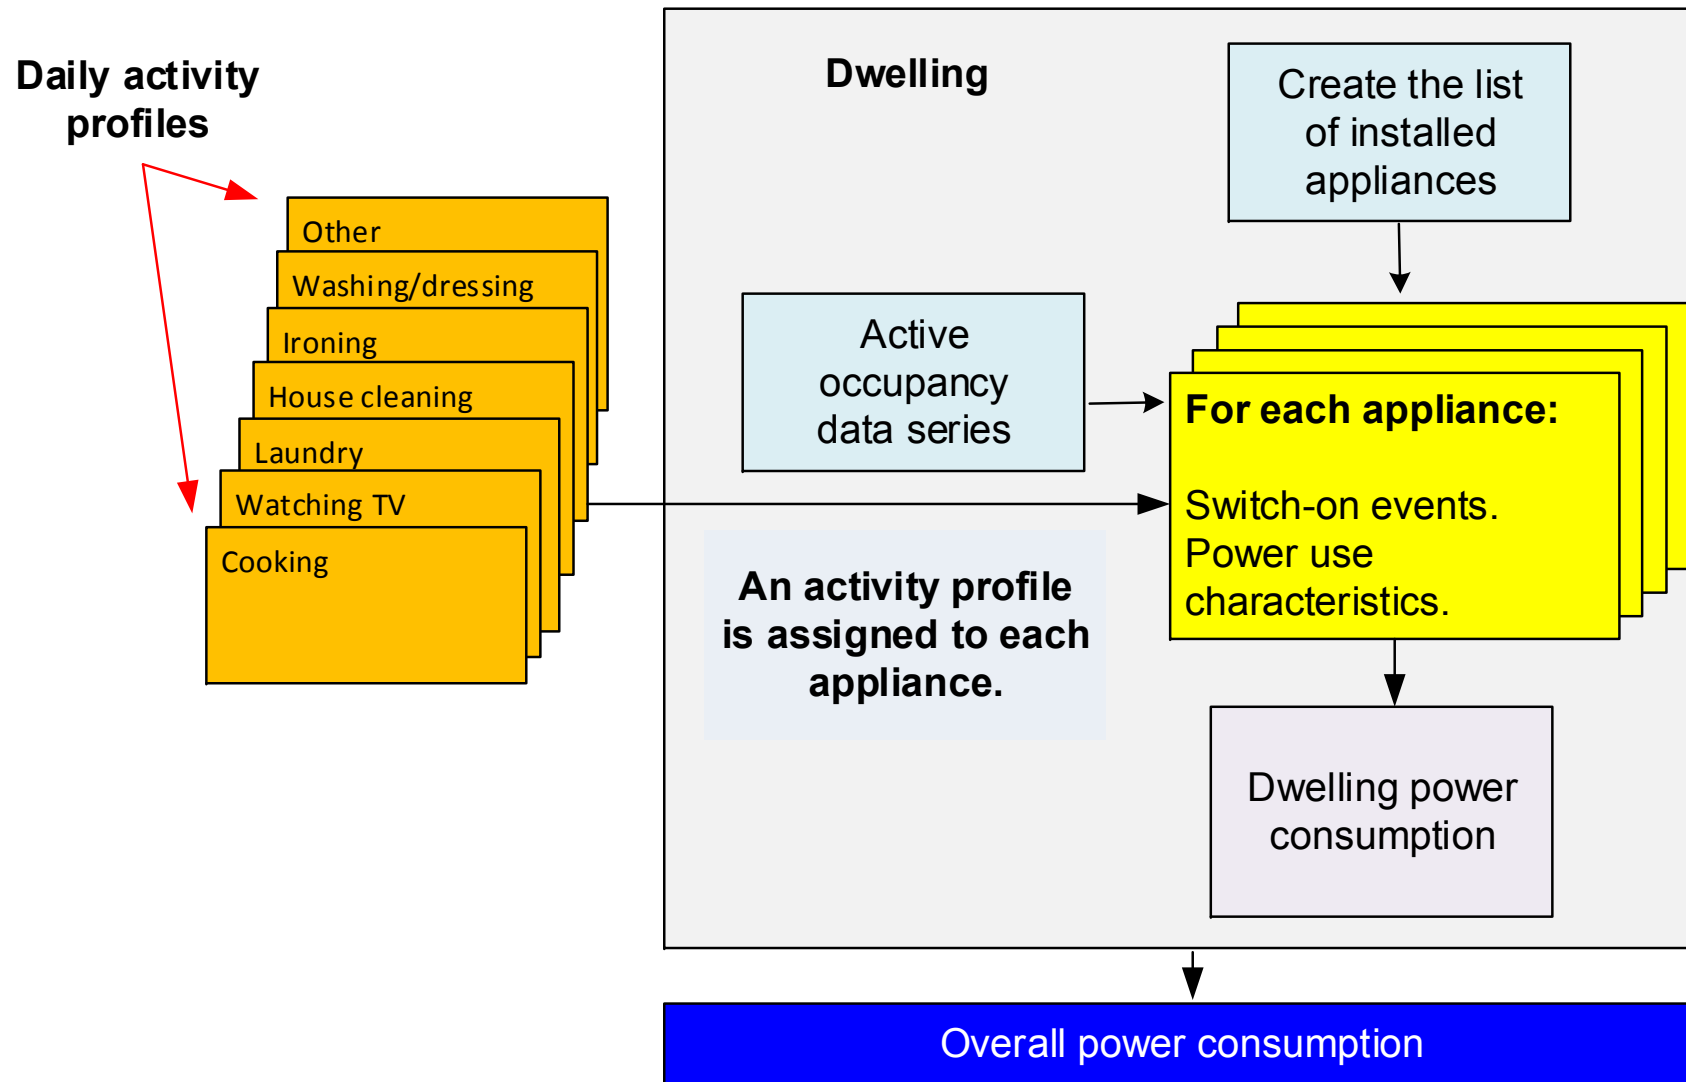 Daily activity
profiles
Other
Washing/dressing
Ironing
House cleaning
Laundry
Watching TV
Cooking
Dwelling
Create the list
of installed
appliances
Active
occupancy
data series
For each appliance:
Switch-on events.
Power use
characteristics.
An activity profile
is assigned to each
appliance.
Dwelling power
consumption
Overall power consumption